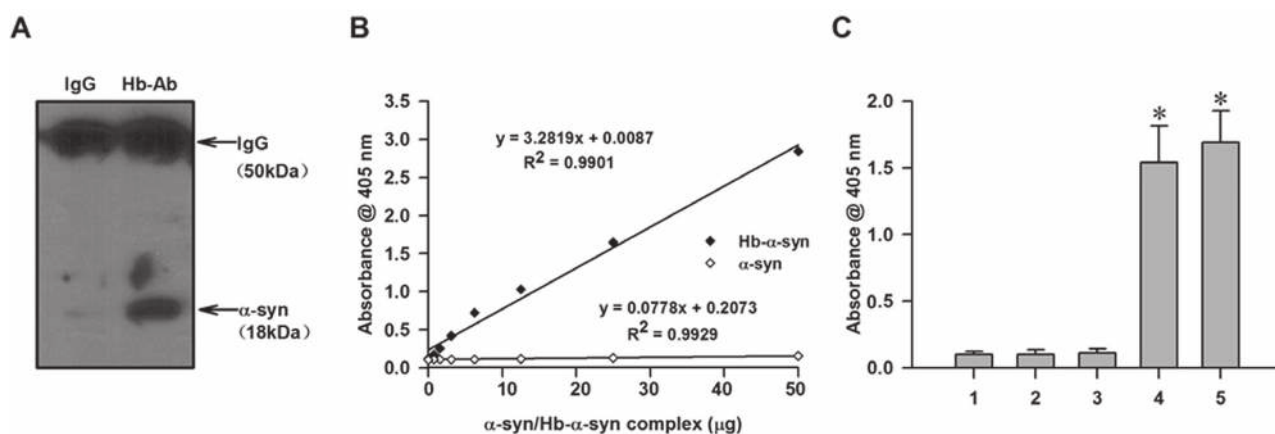 A
IgG Hb-Ab
IgG
(50kDa)
α-syn
(18kDa)
B
Absorbance @ 405 nm
3.5
3.0
2.5
2.0
1.5
1.0
0.5
0.0
y = 3.2819x + 0.0087
R² = 0.9901
Hb-α-syn
α-syn
y = 0.0778x + 0.2073
R² = 0.9929
0 10 20 30 40 50
α-syn/Hb-α-syn complex (μg)
C
Absorbance @ 405 nm
2.0
1.5
1.0
0.5
0.0
* *
1 2 3 4 5